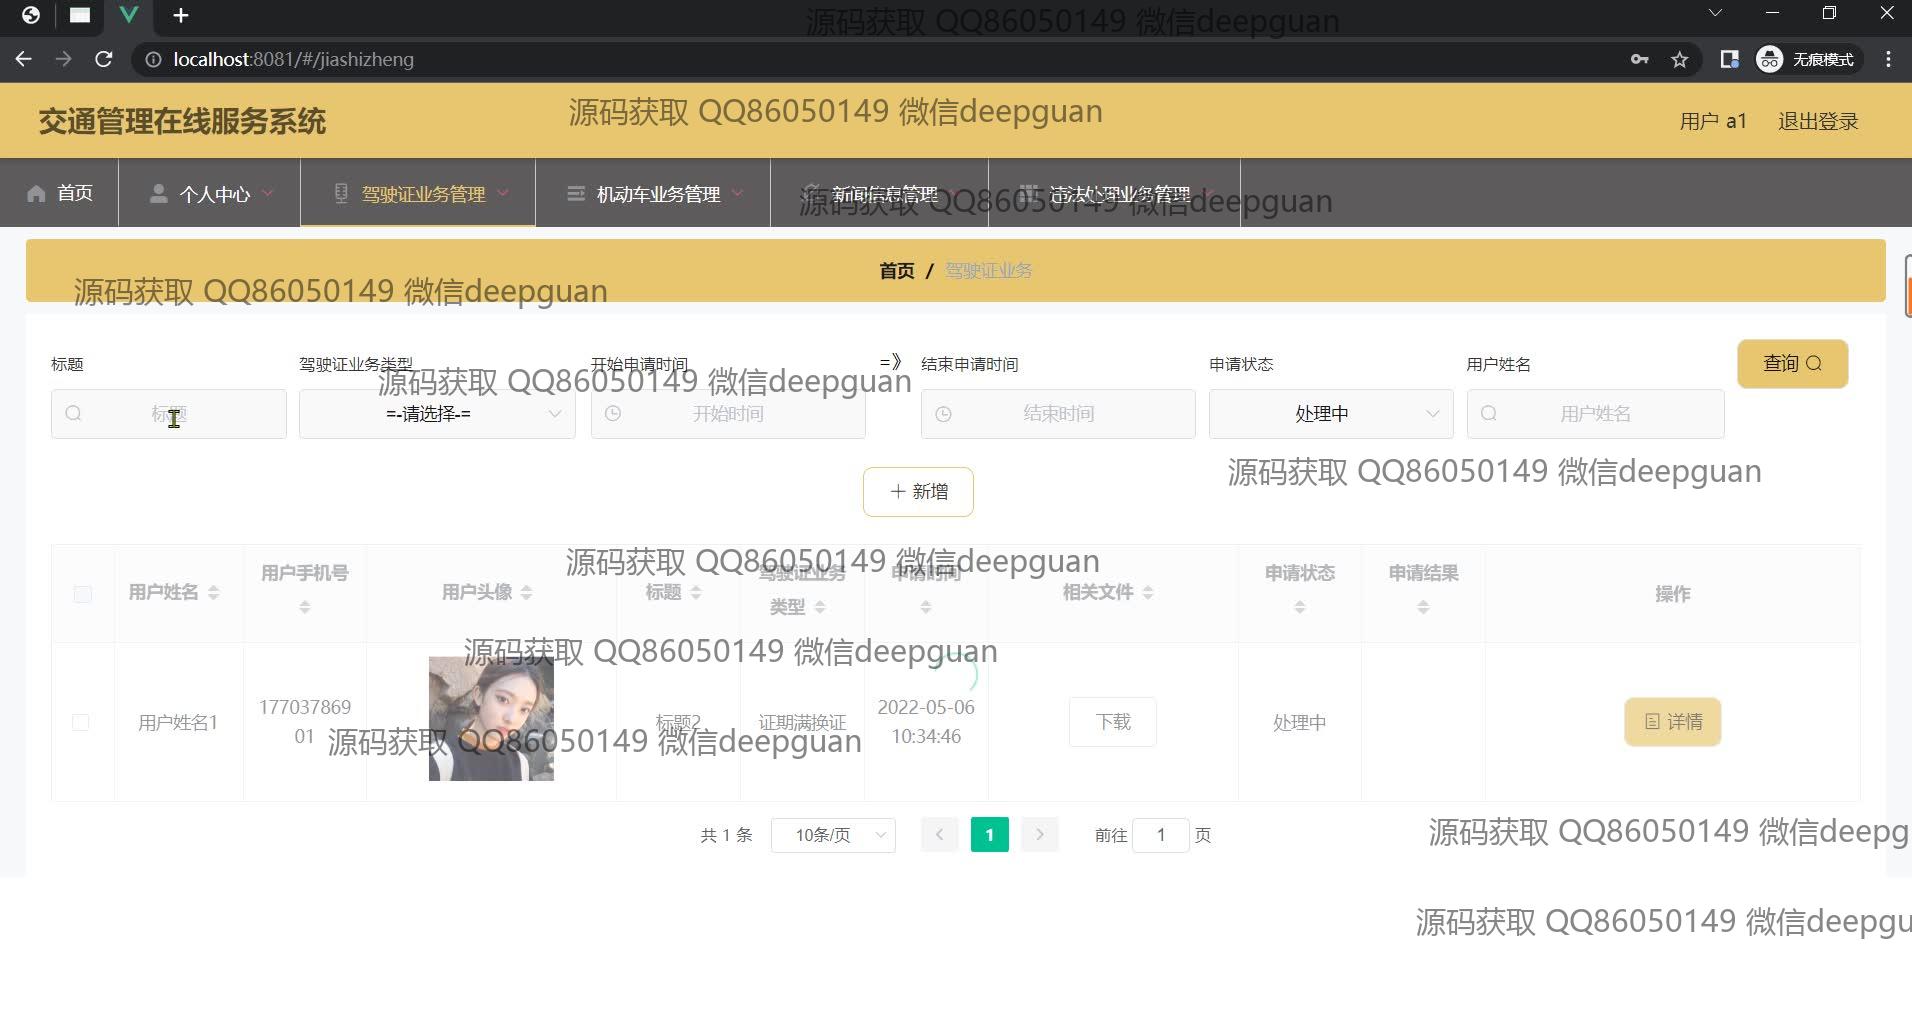 源码获取 QQ86050149 微信deepguan
localhost:8081/#/jiashizheng
无痕模式
交通管理在线服务系统
源码获取 QQ86050149 微信deepguan
用户 a1
退出登录
首页
个人中心
驾驶证业务管理
机动车业务管理
新闻信息管理
违法处理业务管理
源码获取 QQ86050149 微信deepguan
首页 / 驾驶证业务
源码获取 QQ86050149 微信deepguan
标题
驾驶证业务类型
开始申请时间
=》
结束申请时间
申请状态
用户姓名
查询
源码获取 QQ86050149 微信deepguan
标题
=-请选择-=
开始时间
结束时间
处理中
用户姓名
源码获取 QQ86050149 微信deepguan
新增
源码获取 QQ86050149 微信deepguan
用户姓名
用户手机号
用户头像
标题
驾驶证业务
类型
申请时间
相关文件
申请状态
申请结果
操作
源码获取 QQ86050149 微信deepguan
用户姓名1
177037869
01
标题2
证期满换证
2022-05-06
10:34:46
下载
处理中
详情
源码获取 QQ86050149 微信deepguan
共 1 条
10条/页
1
前往 1 页
源码获取 QQ86050149 微信deepg
源码获取 QQ86050149 微信deepgu